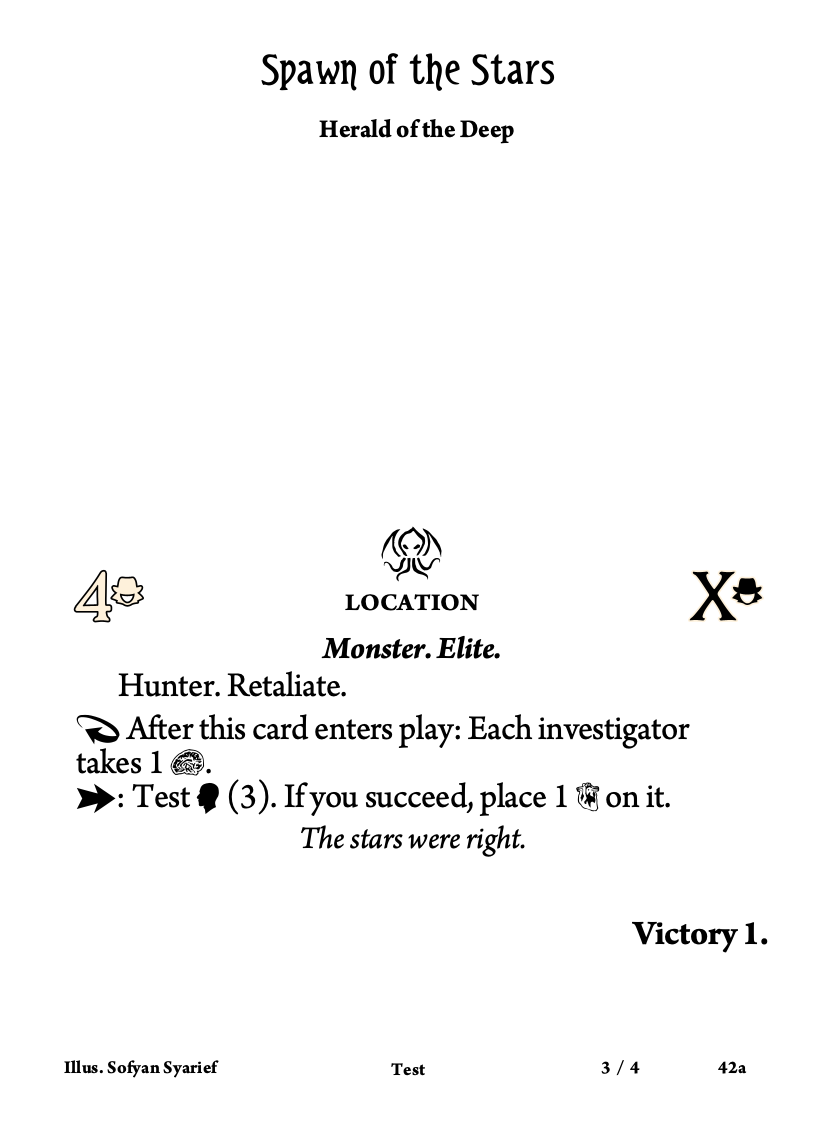 Spawn of the Stars
Herald of the Deep
4
X
LOCATION
Monster. Elite.
Hunter. Retaliate.
After this card enters play: Each investigator
takes 1 .
: Test (3). If you succeed, place 1 on it.
The stars were right.
Victory 1.
Illus. Sofyan Syarief Test 3 / 4 42a